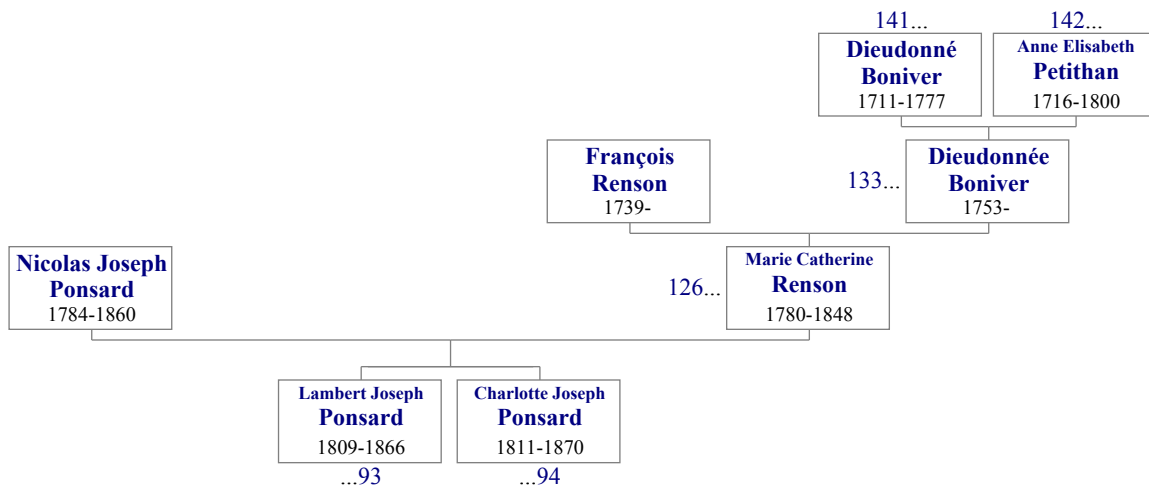 141...
142...
Dieudonné
Boniver
1711-1777
Anne Elisabeth
Petithan
1716-1800
François
Renson
1739-
133...
Dieudonnée
Boniver
1753-
Nicolas Joseph
Ponsard
1784-1860
126...
Marie Catherine
Renson
1780-1848
Lambert Joseph
Ponsard
1809-1866
...93
Charlotte Joseph
Ponsard
1811-1870
...94